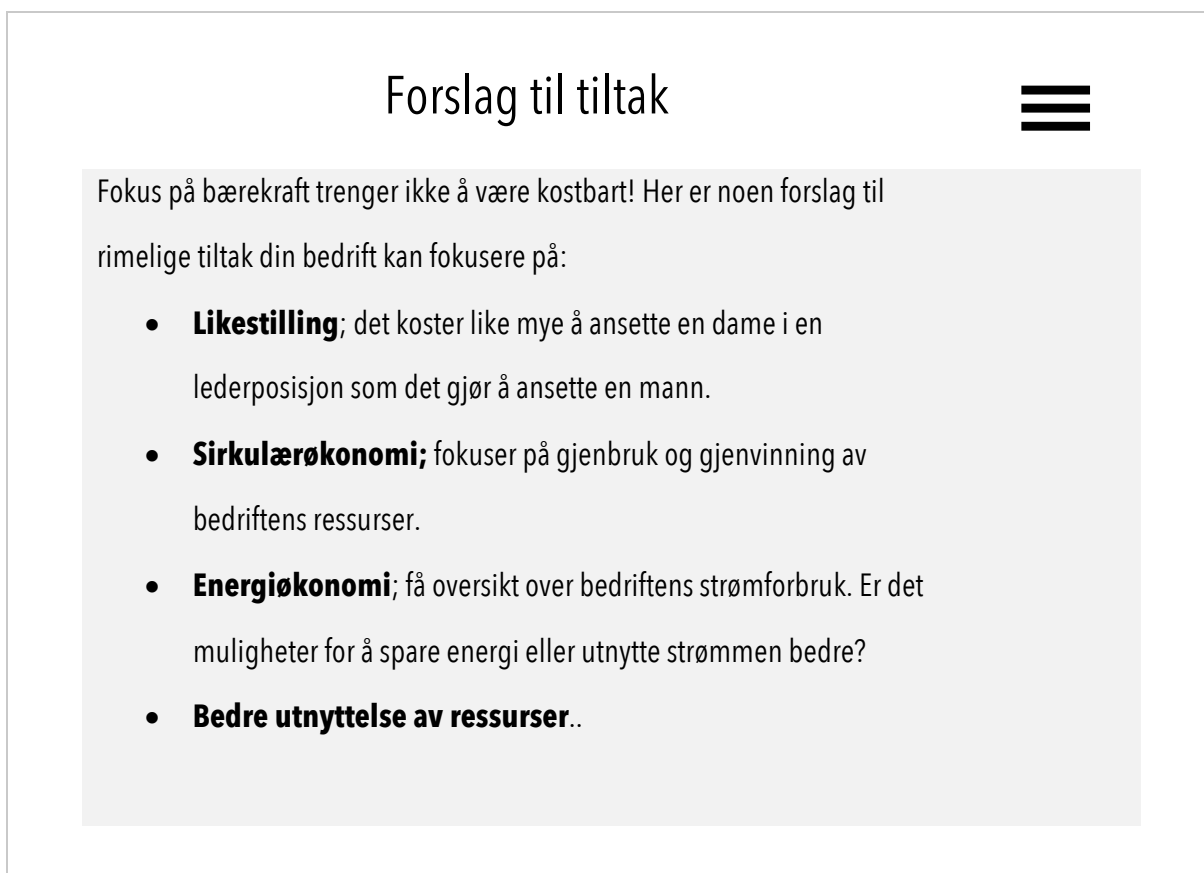 Forslag til tiltak
Fokus på bærekraft trenger ikke å være kostbart! Her er noen forslag til
rimelige tiltak din bedrift kan fokusere på:
• Likestilling; det koster like mye å ansette en dame i en
lederposisjon som det gjør å ansette en mann.
• Sirkulærøkonomi; fokuser på gjenbruk og gjenvinning av
bedriftens ressurser.
• Energiøkonomi; få oversikt over bedriftens strømforbruk. Er det
muligheter for å spare energi eller utnytte strømmen bedre?
• Bedre utnyttelse av ressurser..